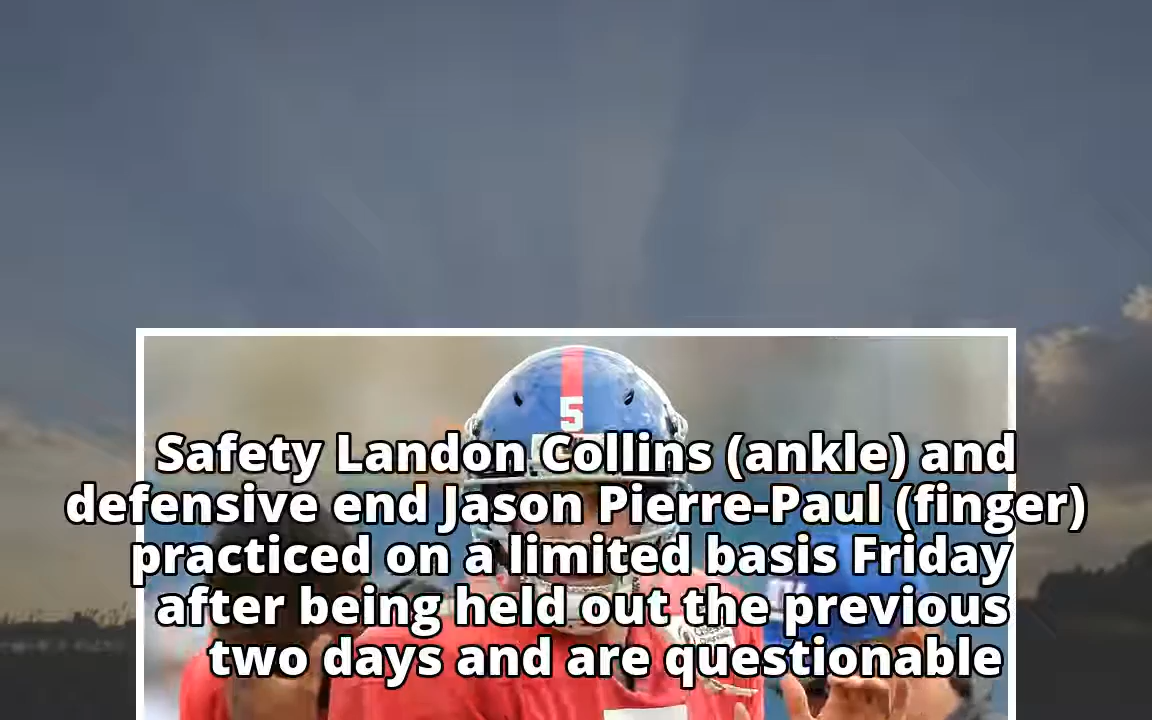 5
Safety Landon Collins (ankle) and
defensive end Jason Pierre-Paul (finger)
practiced on a limited basis Friday
after being held out the previous
two days and are questionable